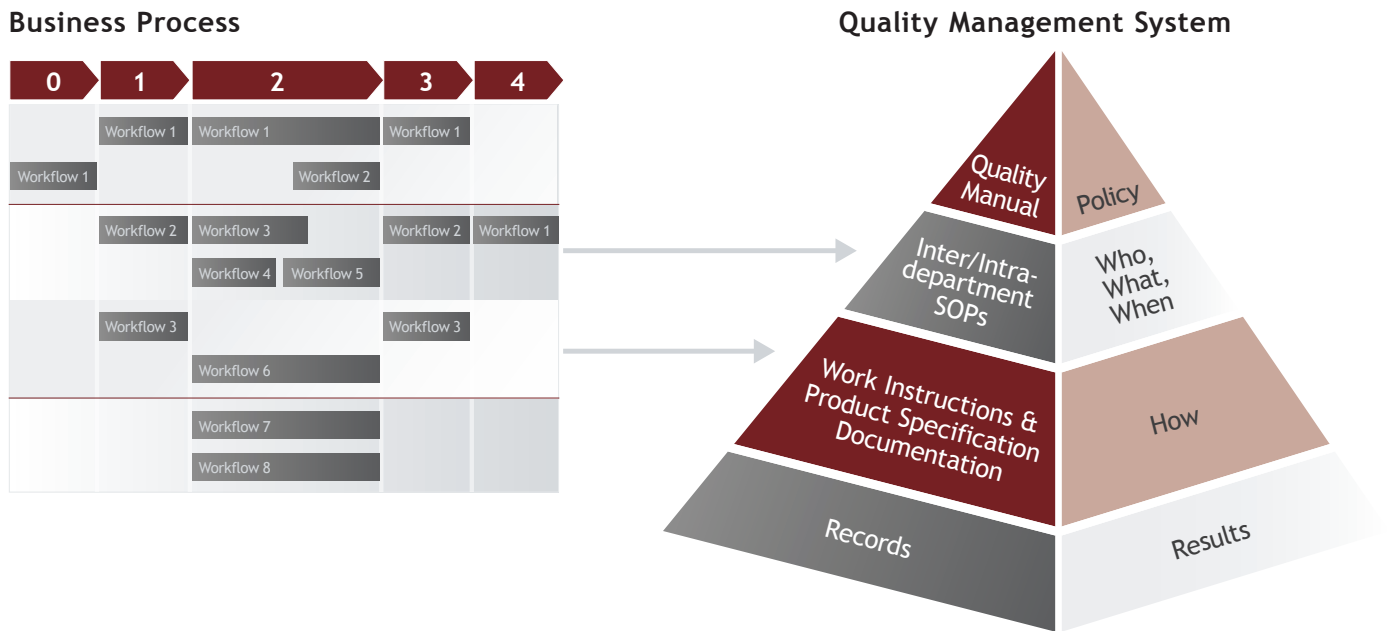 Business Process
Quality Management System
0
1
2
3
4
Workflow 1
Workflow 1
Workflow 1
Workflow 1
Workflow 2
Workflow 2
Workflow 3
Workflow 2
Workflow 1
Workflow 4
Workflow 5
Workflow 3
Workflow 3
Workflow 6
Workflow 7
Workflow 8
Quality
Manual
Policy
Inter/Intra-
department
SOPs
Who,
What,
When
Work Instructions &
Product Specification
Documentation
How
Records
Results